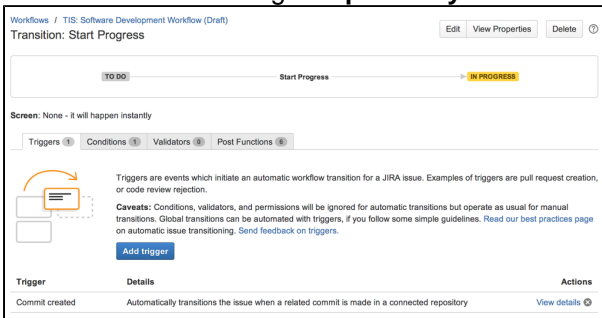 Workflows / TIS: Software Development Workflow (Draft)
Transition: Start Progress
Edit View Properties Delete
TO DO Start Progress IN PROGRESS
Screen: None - it will happen instantly
Triggers 1 Conditions 1 Validators 0 Post Functions 6
Triggers are events which initiate an automatic workflow transition for a JIRA issue. Examples of triggers are pull request creation,
or code review rejection.
Caveats: Conditions, validators, and permissions will be ignored for automatic transitions but operate as usual for manual
transitions. Global transitions can be automated with triggers, if you follow some simple guidelines. Read our best practices page
on automatic issue transitioning. Send feedback on triggers.
Add trigger
Trigger Details Actions
Commit created Automatically transitions the issue when a related commit is made in a connected repository View details